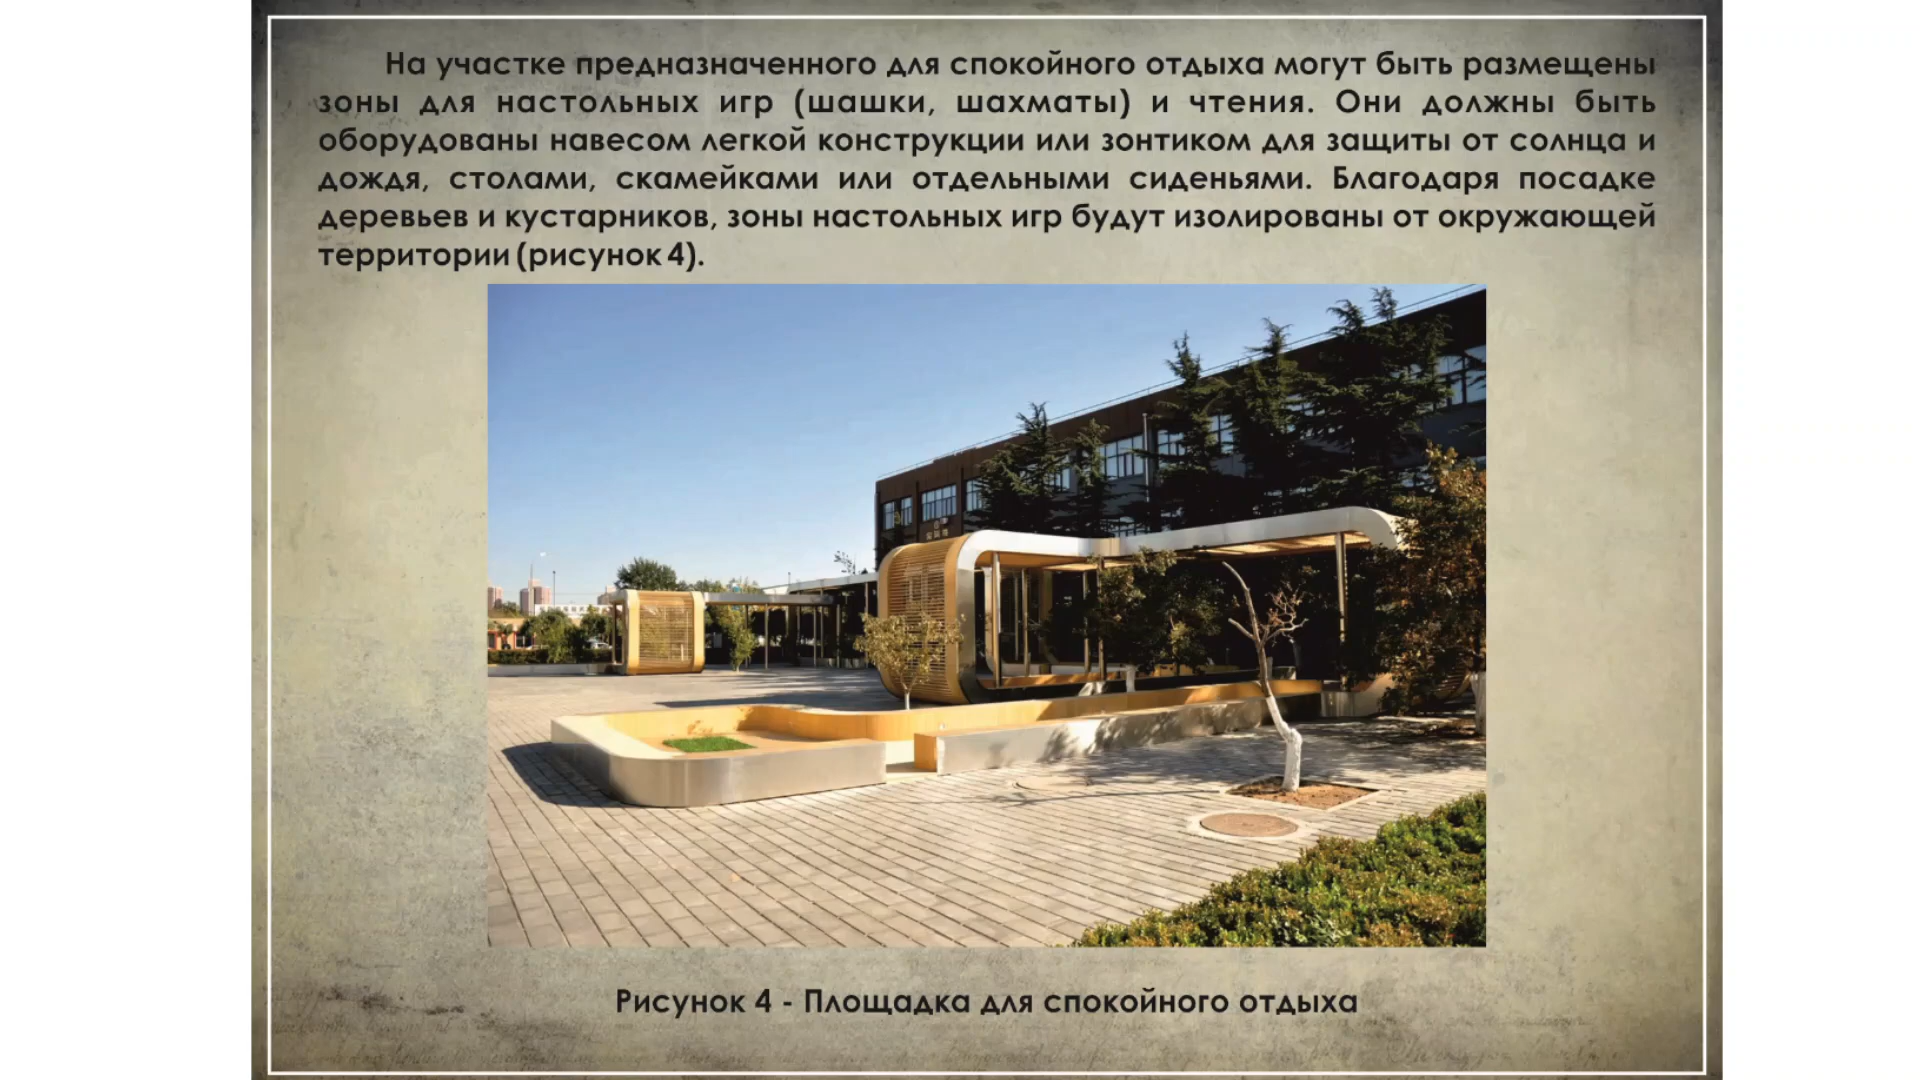 На участке предназначенного для спокойного отдыха могут быть размещены
зоны для настольных игр (шашки, шахматы) и чтения. Они должны быть
оборудованы навесом легкой конструкции или зонтиком для защиты от солнца и
дождя, столами, скамейками или отдельными сиденьями. Благодаря посадке
деревьев и кустарников, зоны настольных игр будут изолированы от окружающей
территории (рисунок 4).
Рисунок 4 - Площадка для спокойного отдыха